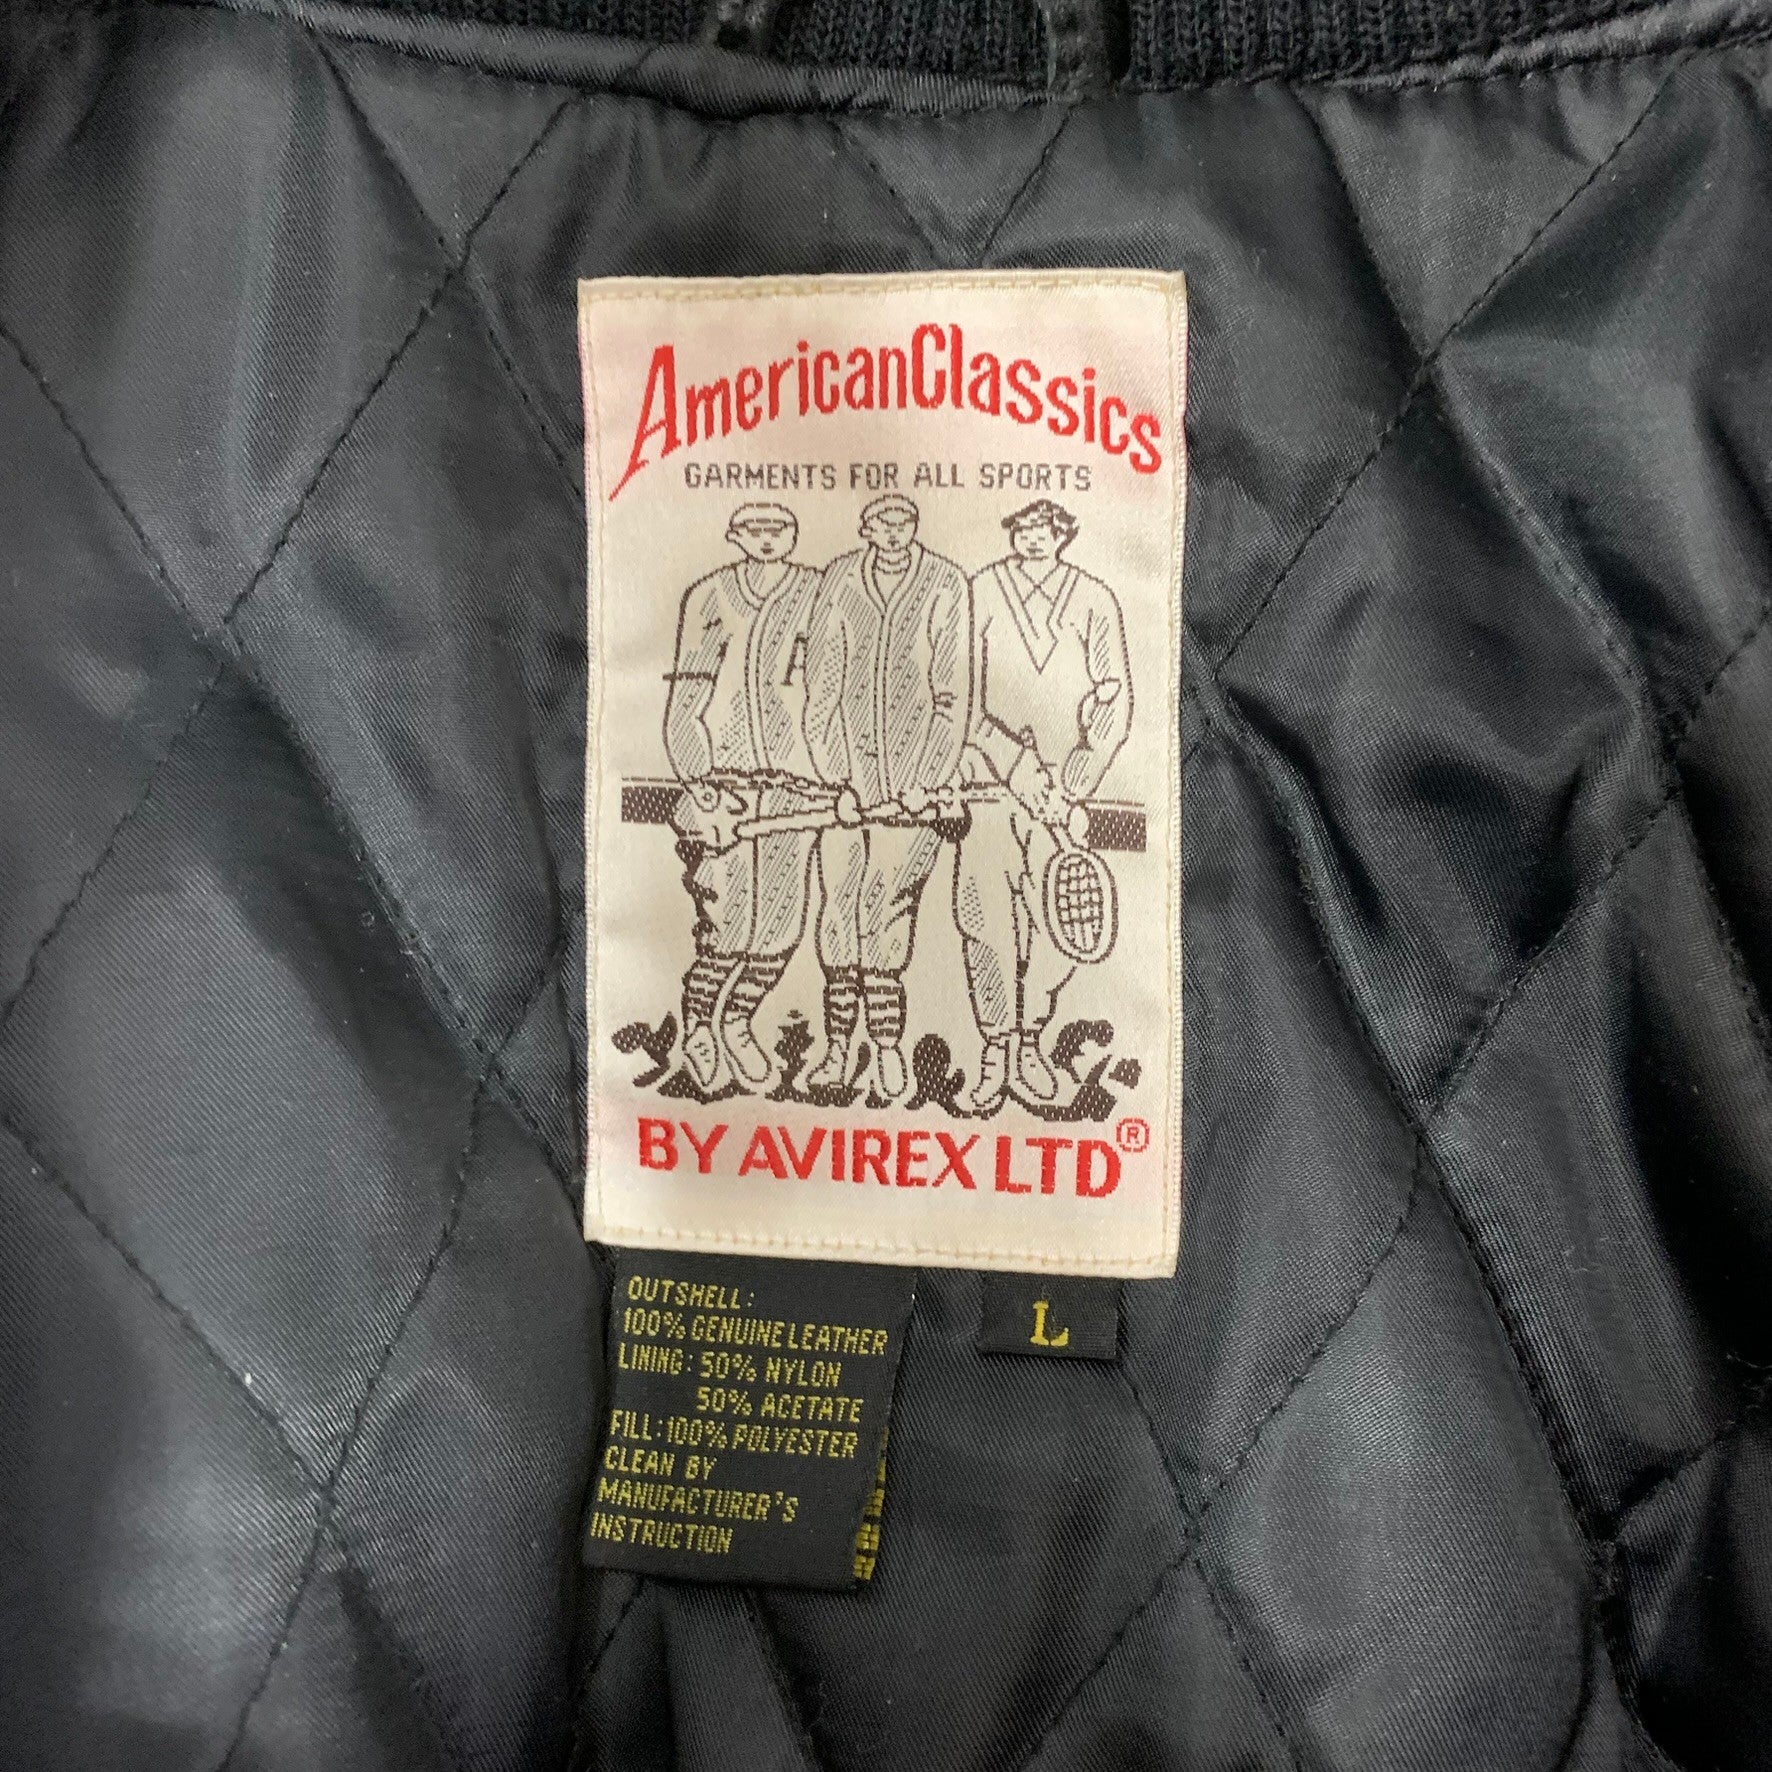 AmericanClassics
GARMENTS FOR ALL SPORTS
A
BY AVIREX LTD®
OUTSHELL:
100% GENUINE LEATHER
LINING: 50% NYLON
50% ACETATE
FILL: 100% POLYESTER
CLEAN BY
MANUFACTURER'S
INSTRUCTION
L